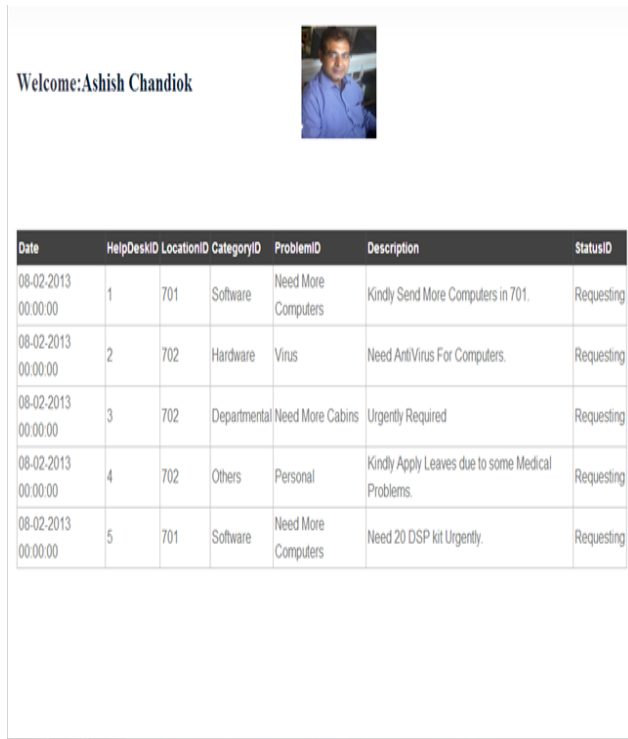 Welcome:Ashish Chandiok
Date HelpDeskID LocationID CategoryID ProblemID Description StatusID
08-02-2013 00:00:00 1 701 Software Need More Computers Kindly Send More Computers in 701. Requesting
08-02-2013 00:00:00 2 702 Hardware Virus Need AntiVirus For Computers. Requesting
08-02-2013 00:00:00 3 702 Departmental Need More Cabins Urgently Required Requesting
08-02-2013 00:00:00 4 702 Others Personal Kindly Apply Leaves due to some Medical Problems. Requesting
08-02-2013 00:00:00 5 701 Software Need More Computers Need 20 DSP kit Urgently. Requesting